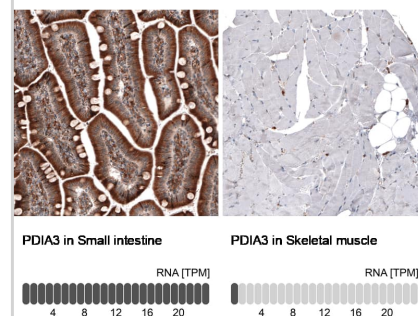 PDIA3 in Small intestine
PDIA3 in Skeletal muscle
RNA [TPM]
RNA [TPM]
4 8 12 16 20
4 8 12 16 20